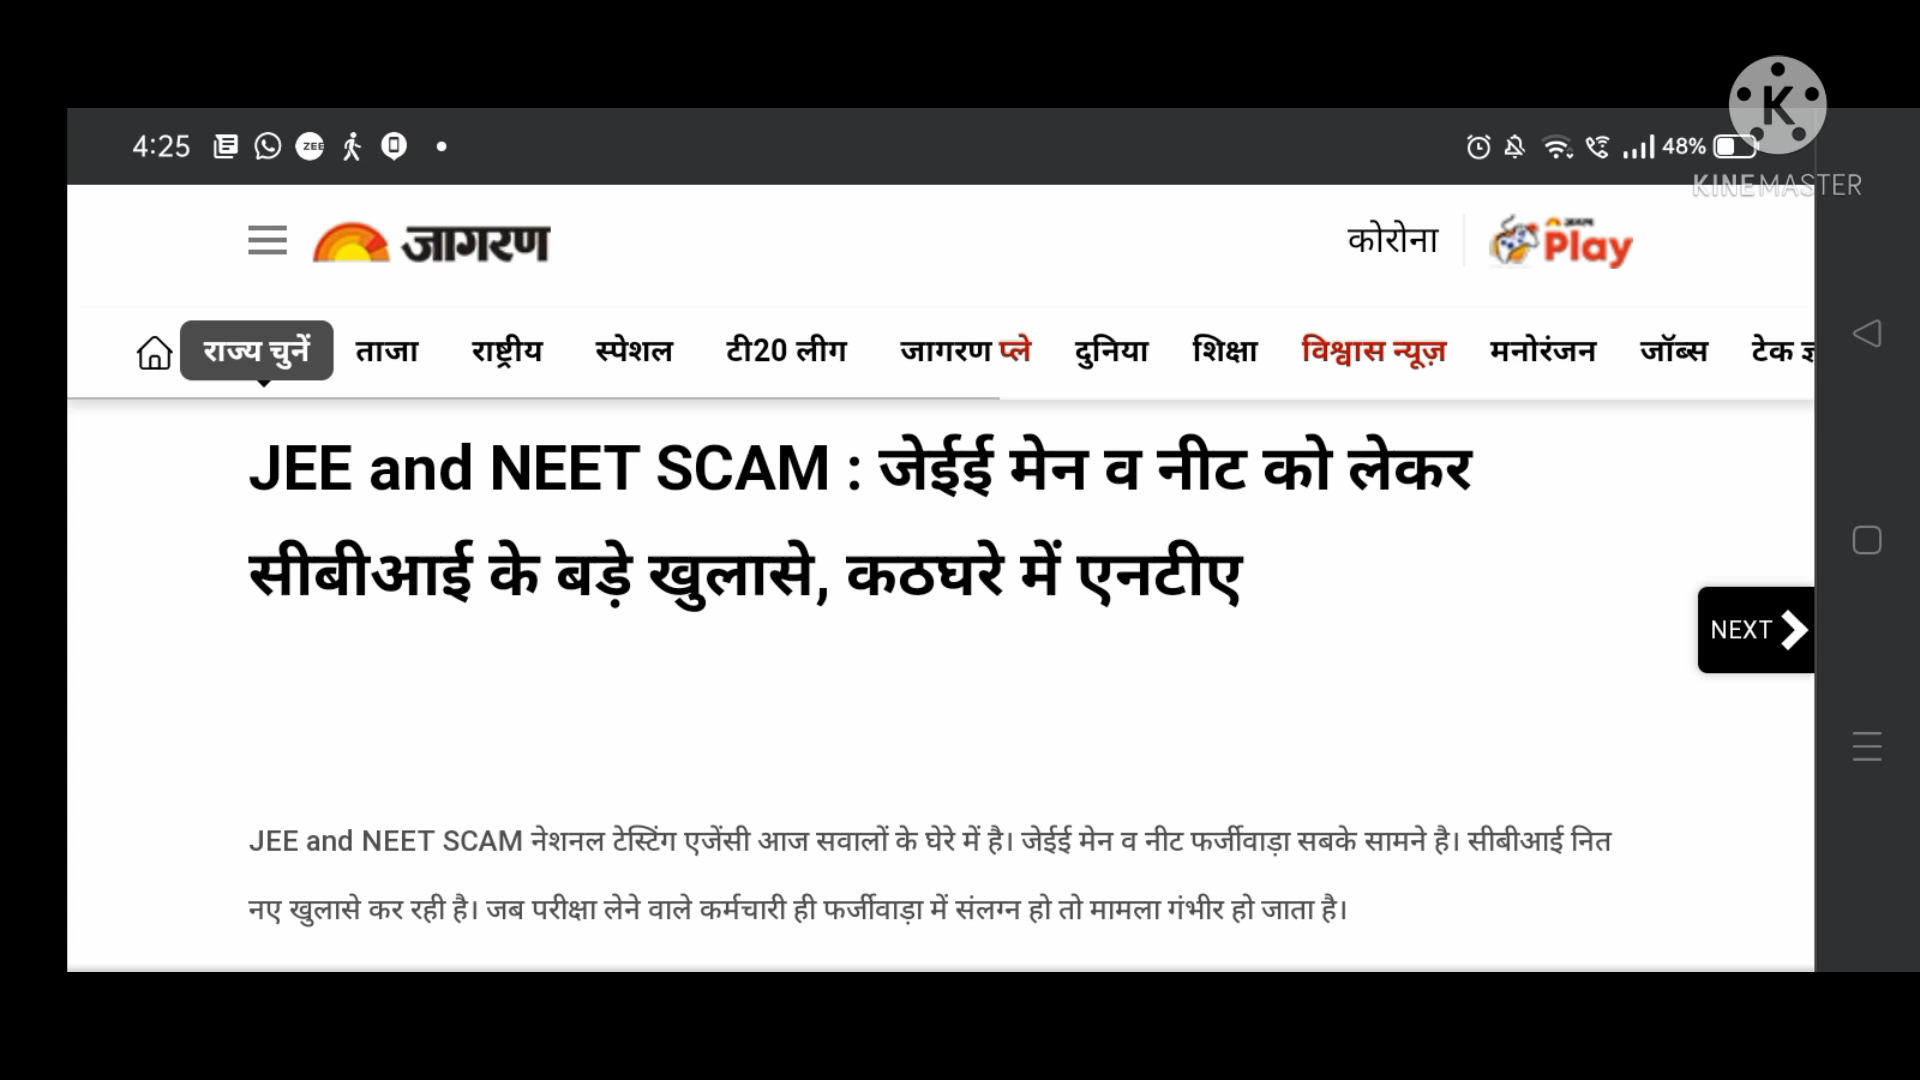 4:25 ZEE 48%
K
KINEMASTER
जागरण कोरोना Play
राज्य चुनें ताजा राष्ट्रीय स्पेशल टी20 लीग जागरण प्ले दुनिया शिक्षा विश्वास न्यूज़ मनोरंजन जॉब्स टेक
JEE and NEET SCAM : जेईई मेन व नीट को लेकर
सीबीआई के बड़े खुलासे, कठघरे में एनटीए
NEXT
JEE and NEET SCAM नेशनल टेस्टिंग एजेंसी आज सवालों के घेरे में है। जेईई मेन व नीट फर्जीवाड़ा सबके सामने है। सीबीआई नित
नए खुलासे कर रही है। जब परीक्षा लेने वाले कर्मचारी ही फर्जीवाड़ा में संलग्न हो तो मामला गंभीर हो जाता है।